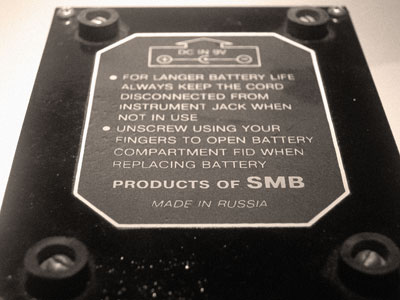 DC IN 9V
• FOR LANGER BATTERY LIFE
ALWAYS KEEP THE CORD
DISCONNECTED FROM
INSTRUMENT JACK WHEN
NOT IN USE
• UNSCREW USING YOUR
FINGERS TO OPEN BATTERY
COMPARTMENT FID WHEN
REPLACING BATTERY
PRODUCTS OF SMB
MADE IN RUSSIA